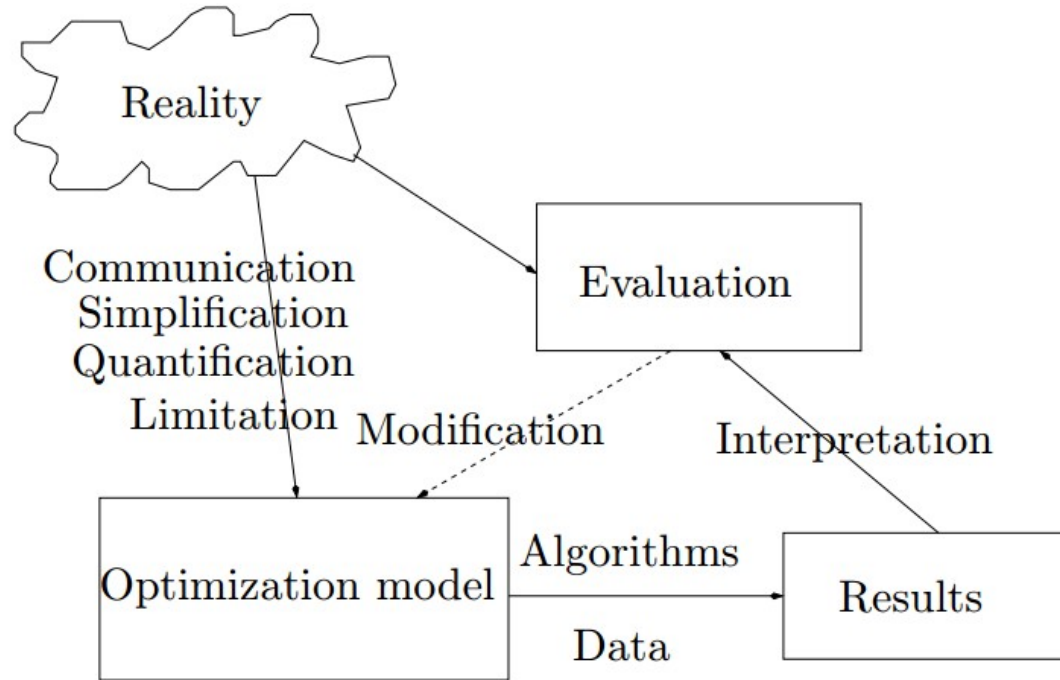 Reality
Communication
Simplification
Quantification
Limitation
Evaluation
Modification
Interpretation
Optimization model
Algorithms
Data
Results